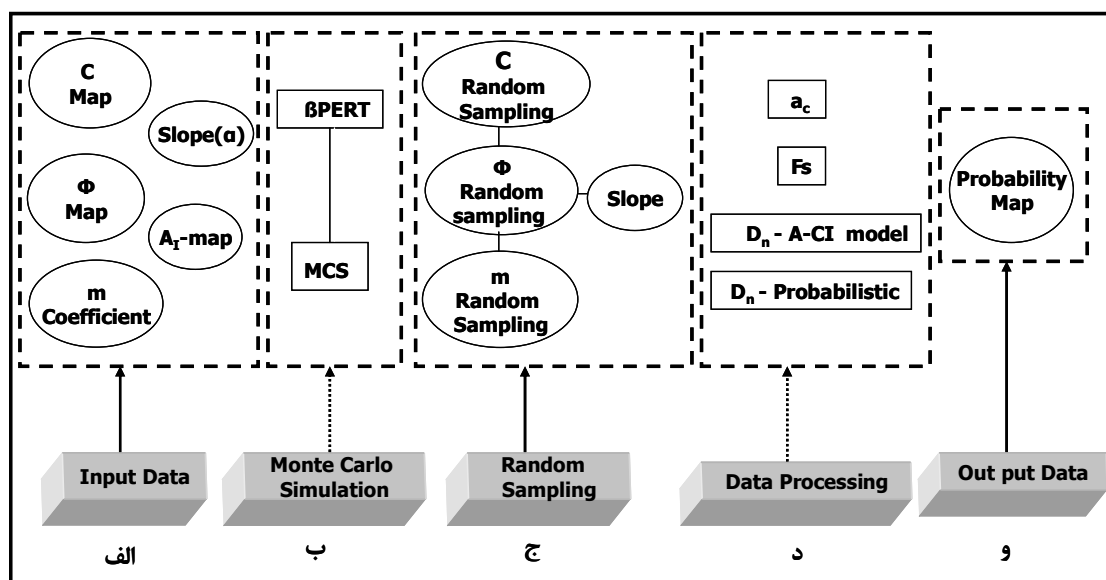 C
Map
Slope(α)
Φ
Map
A_I-map
m
Coefficient
ßPERT
MCS
C
Random
Sampling
Φ
Random
sampling
Slope
m
Random
Sampling
a_c
Fs
D_n - A-CI model
D_n - Probabilistic
Probability
Map
Input Data
Monte Carlo
Simulation
Random
Sampling
Data Processing
Out put Data
الف
ب
ج
د
و